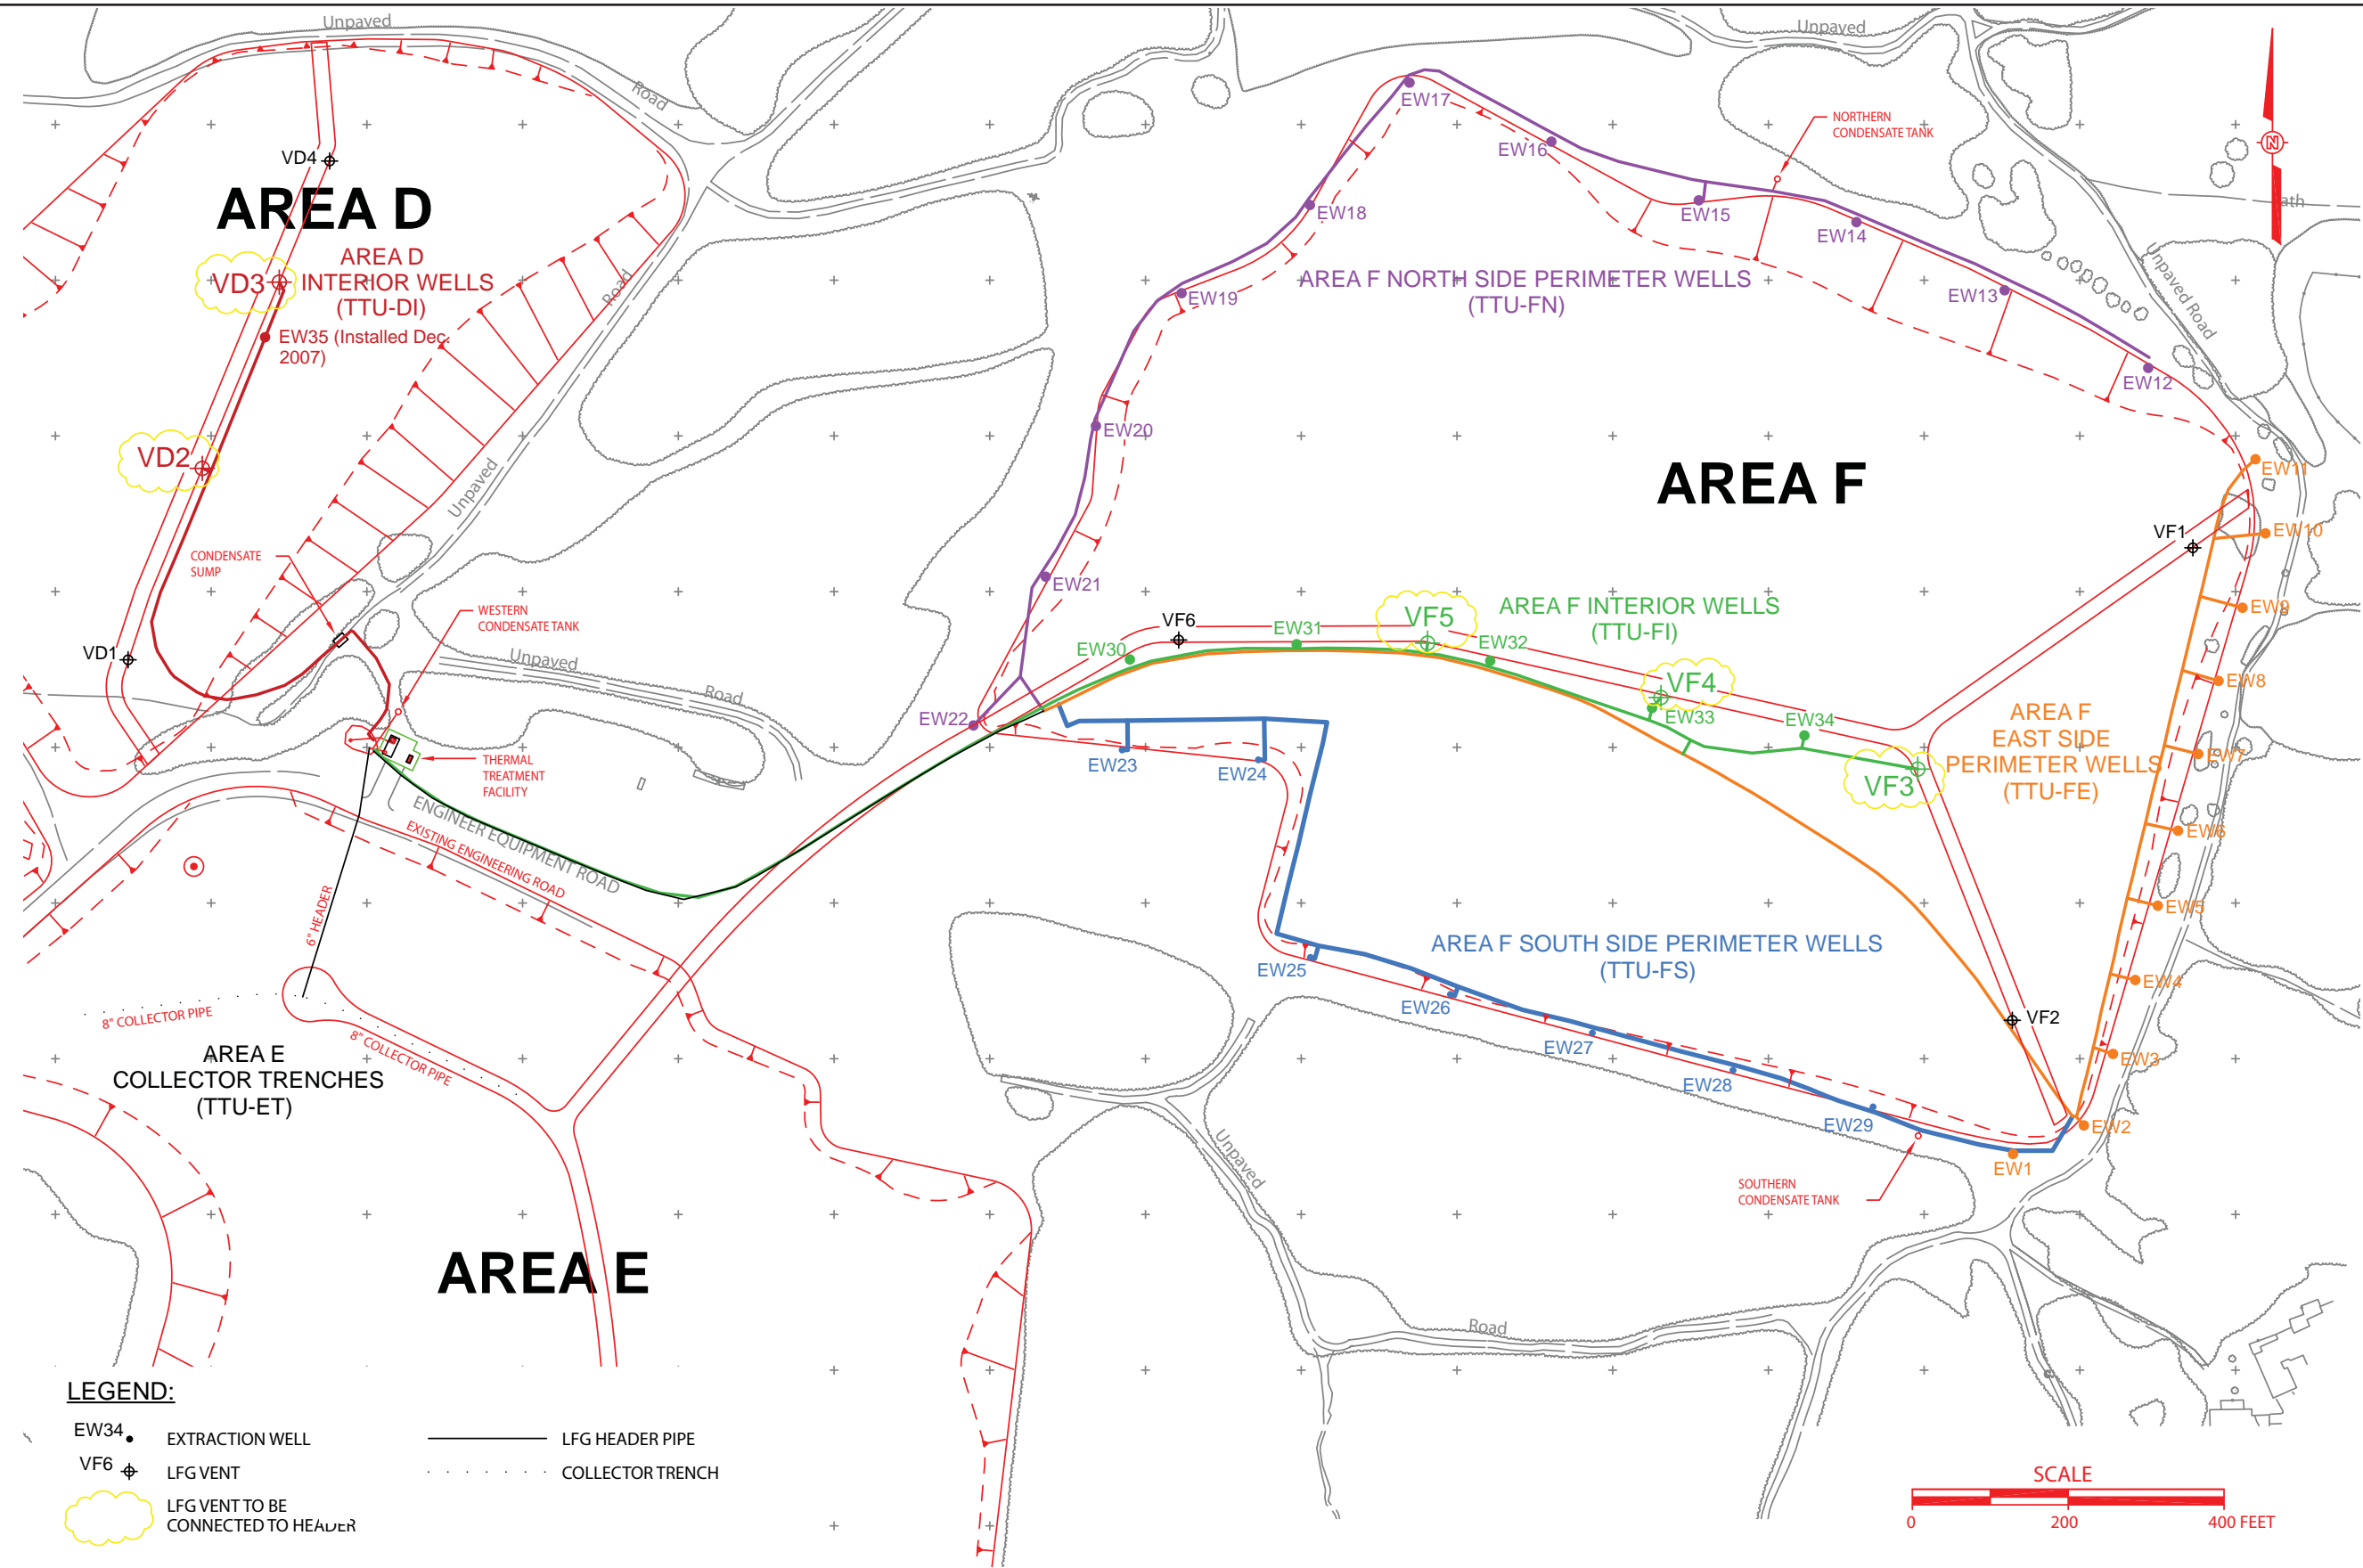 Unpaved
Road
Unpaved
VD4
AREA D
EW17
EW16
NORTHERN
CONDENSATE TANK
EW18
EW15
EW14
Path
AREA D
INTERIOR WELLS
(TTU-DI)
VD3
EW35 (Installed Dec.
2007)
Road
EW19
AREA F NORTH SIDE PERIMETER WELLS
(TTU-FN)
EW13
Unpaved Road
N
EW12
EW20
VD2
Unpaved
AREA F
EW11
EW10
VF1
CONDENSATE
SUMP
WESTERN
CONDENSATE TANK
EW21
VF6
EW30
EW31
VF5
AREA F INTERIOR WELLS
(TTU-FI)
EW32
EW9
VD1
Unpaved
Road
VF4
EW33
EW34
EW8
EW22
AREA F
EAST SIDE
PERIMETER WELLS
(TTU-FE)
EW7
THERMAL
TREATMENT
FACILITY
EW23
EW24
VF3
ENGINEER EQUIPMENT ROAD
EXISTING ENGINEERING ROAD
EW6
6" HEADER
EW5
AREA F SOUTH SIDE PERIMETER WELLS
(TTU-FS)
EW25
EW26
EW4
8" COLLECTOR PIPE
8" COLLECTOR PIPE
EW27
VF2
AREA E
COLLECTOR TRENCHES
(TTU-ET)
EW28
EW3
EW29
EW2
EW1
Unpaved
SOUTHERN
CONDENSATE TANK
AREA E
Road
LEGEND:
EW34
EXTRACTION WELL
LFG HEADER PIPE
VF6
LFG VENT
COLLECTOR TRENCH
LFG VENT TO BE
CONNECTED TO HEADER
SCALE
0 200 400 FEET